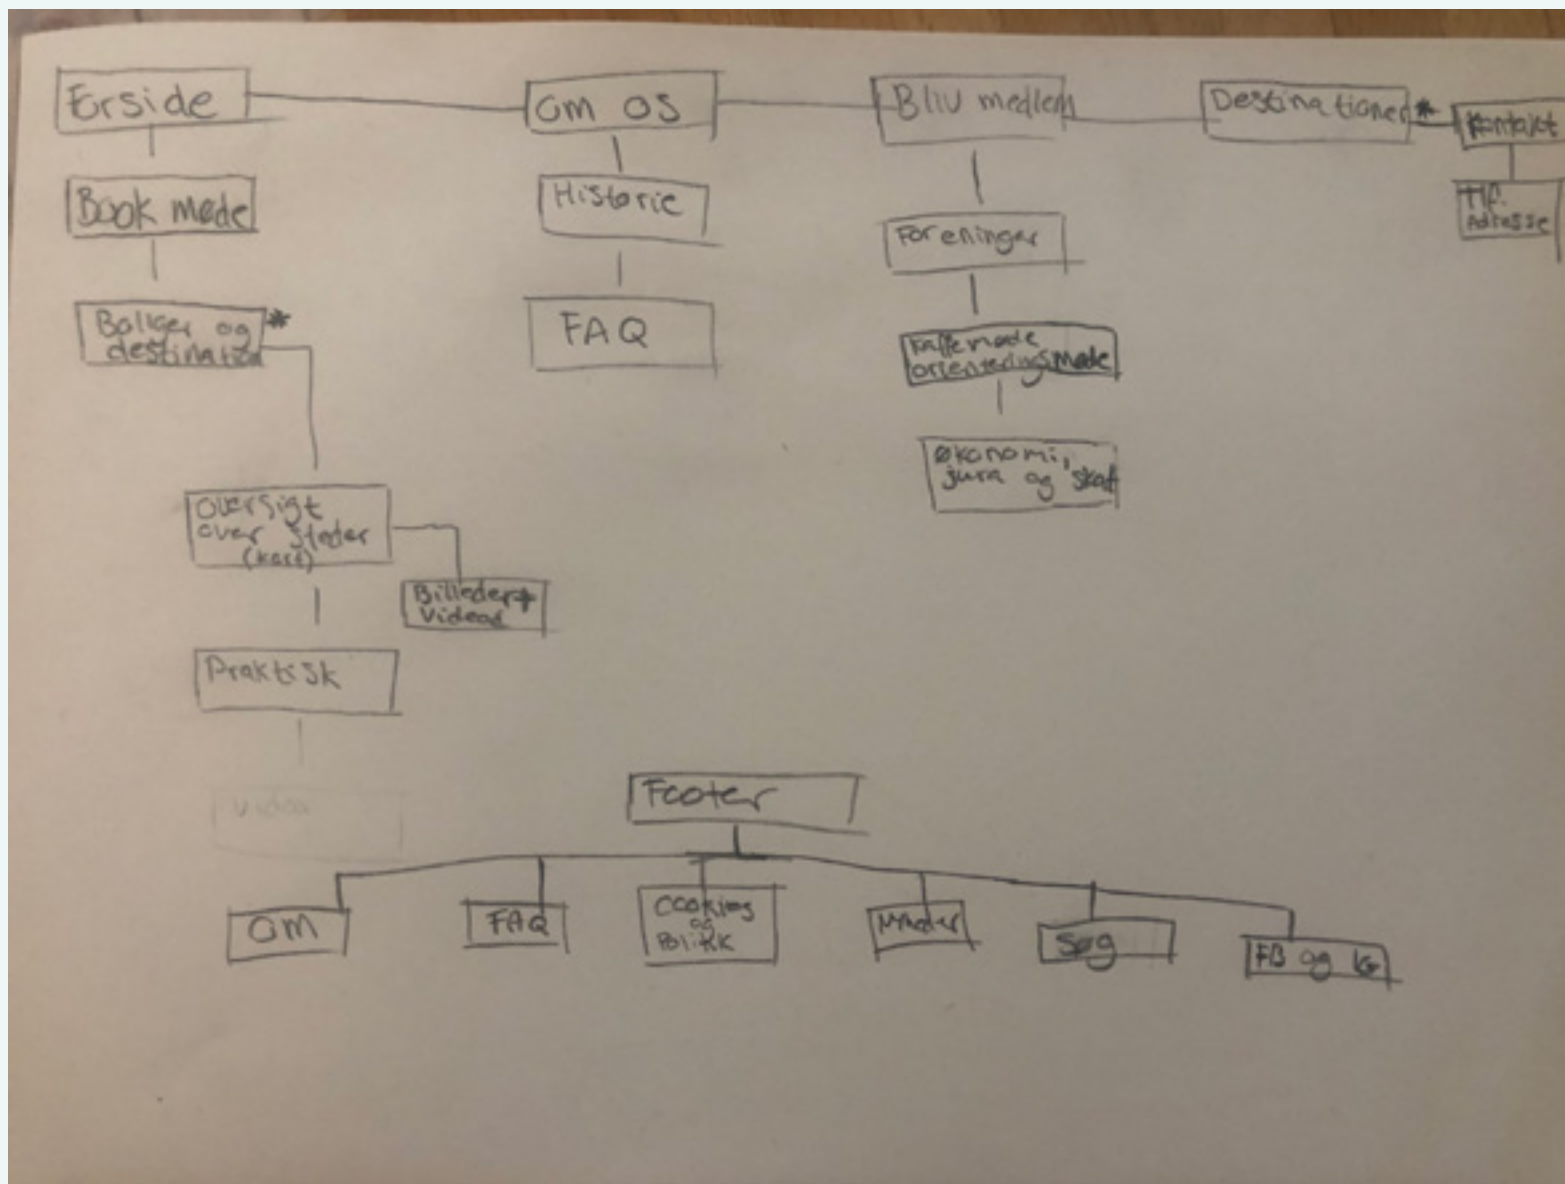 Forside
Om os
Bliv medlem
Destinationer*
Kontakt
Book møde
Historie
Foreninger
Tlf.
Adresse
Boliger og*
destination
FAQ
orienteringsmøde
Økonomi,
jura og skat
Oversigt
over steder
(kort)
Billeder+
Videoer
Praktisk
Video
Footer
Om
FAQ
Cookies
og
Politik
Søg
FB og IG